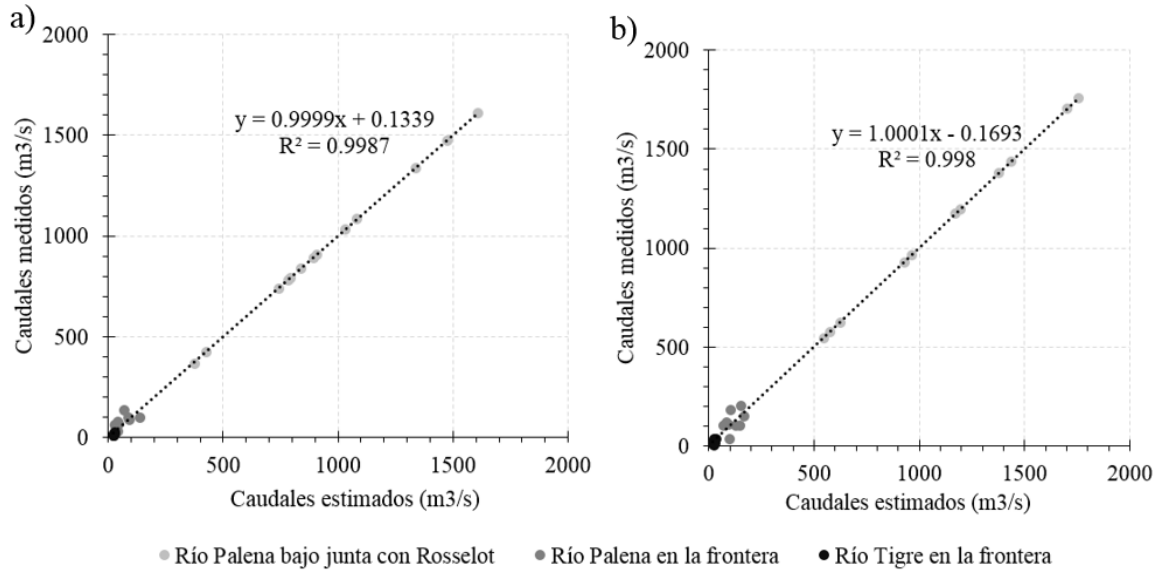 a)
2000
1500
1000
500
0
Caudales medidos (m3/s)
y = 0.9999x + 0.1339
R² = 0.9987
0 500 1000 1500 2000
Caudales estimados (m3/s)
b)
2000
1500
1000
500
0
Caudales medidos (m3/s)
y = 1.0001x - 0.1693
R² = 0.998
0 500 1000 1500 2000
Caudales estimados (m3/s)
Río Palena bajo junta con Rosselot Río Palena en la frontera Río Tigre en la frontera